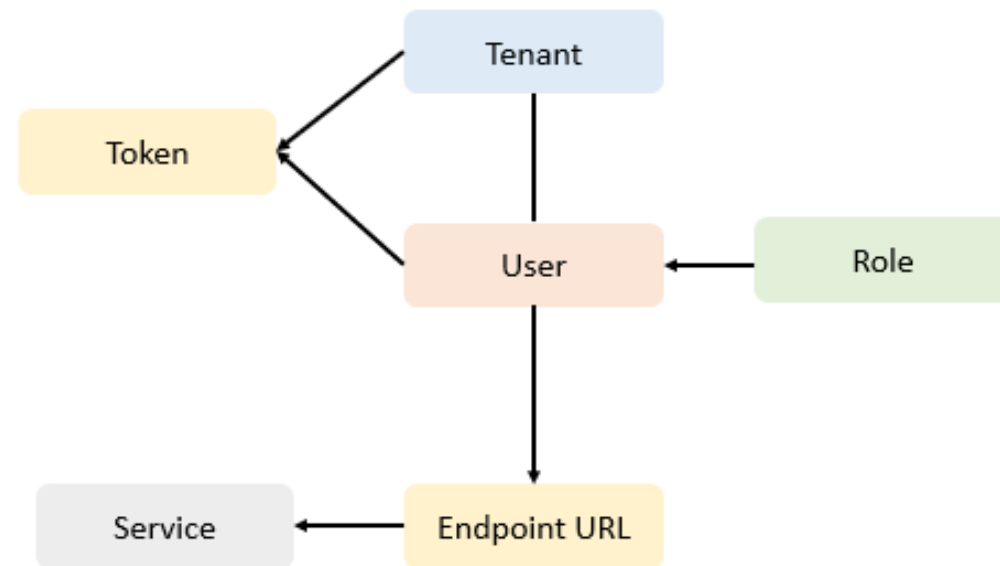 Tenant
Token
User
Role
Service
Endpoint URL